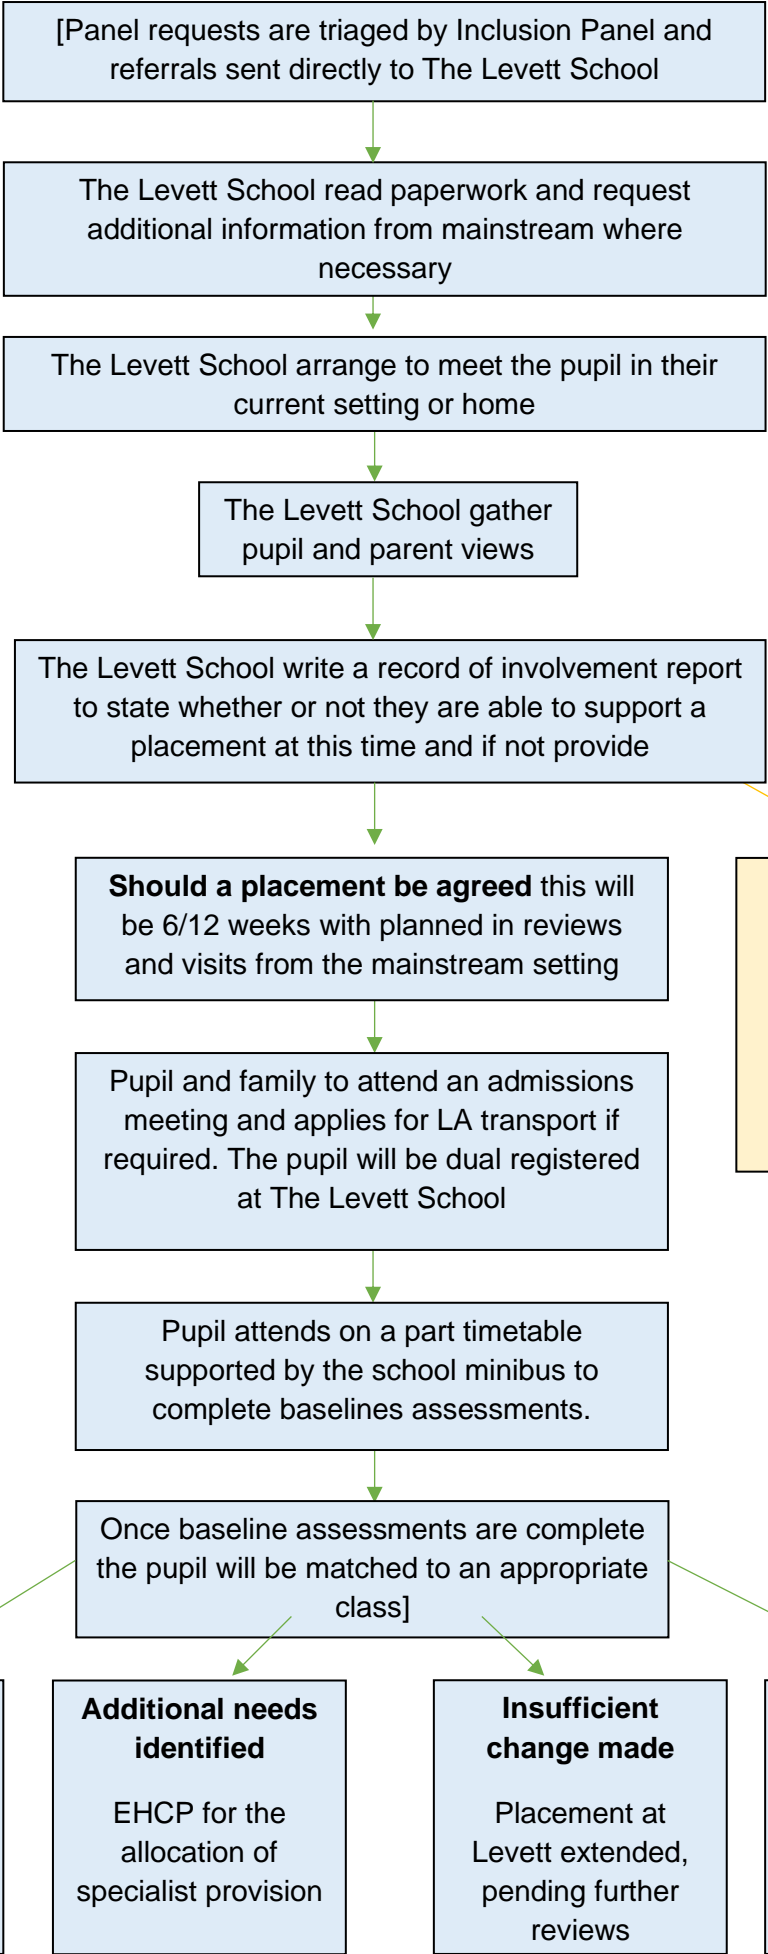 [Panel requests are triaged by Inclusion Panel and
referrals sent directly to The Levett School
The Levett School read paperwork and request
additional information from mainstream where
necessary
The Levett School arrange to meet the pupil in their
current setting or home
The Levett School gather
pupil and parent views
The Levett School write a record of involvement report
to state whether or not they are able to support a
placement at this time and if not provide
Should a placement be agreed this will
be 6/12 weeks with planned in reviews
and visits from the mainstream setting
Pupil and family to attend an admissions
meeting and applies for LA transport if
required. The pupil will be dual registered
at The Levett School
Pupil attends on a part timetable
supported by the school minibus to
complete baselines assessments.
Once baseline assessments are complete
the pupil will be matched to an appropriate
class]
Additional needs
identified
EHCP for the
allocation of
specialist provision
Insufficient
change made
Placement at
Levett extended,
pending further
reviews